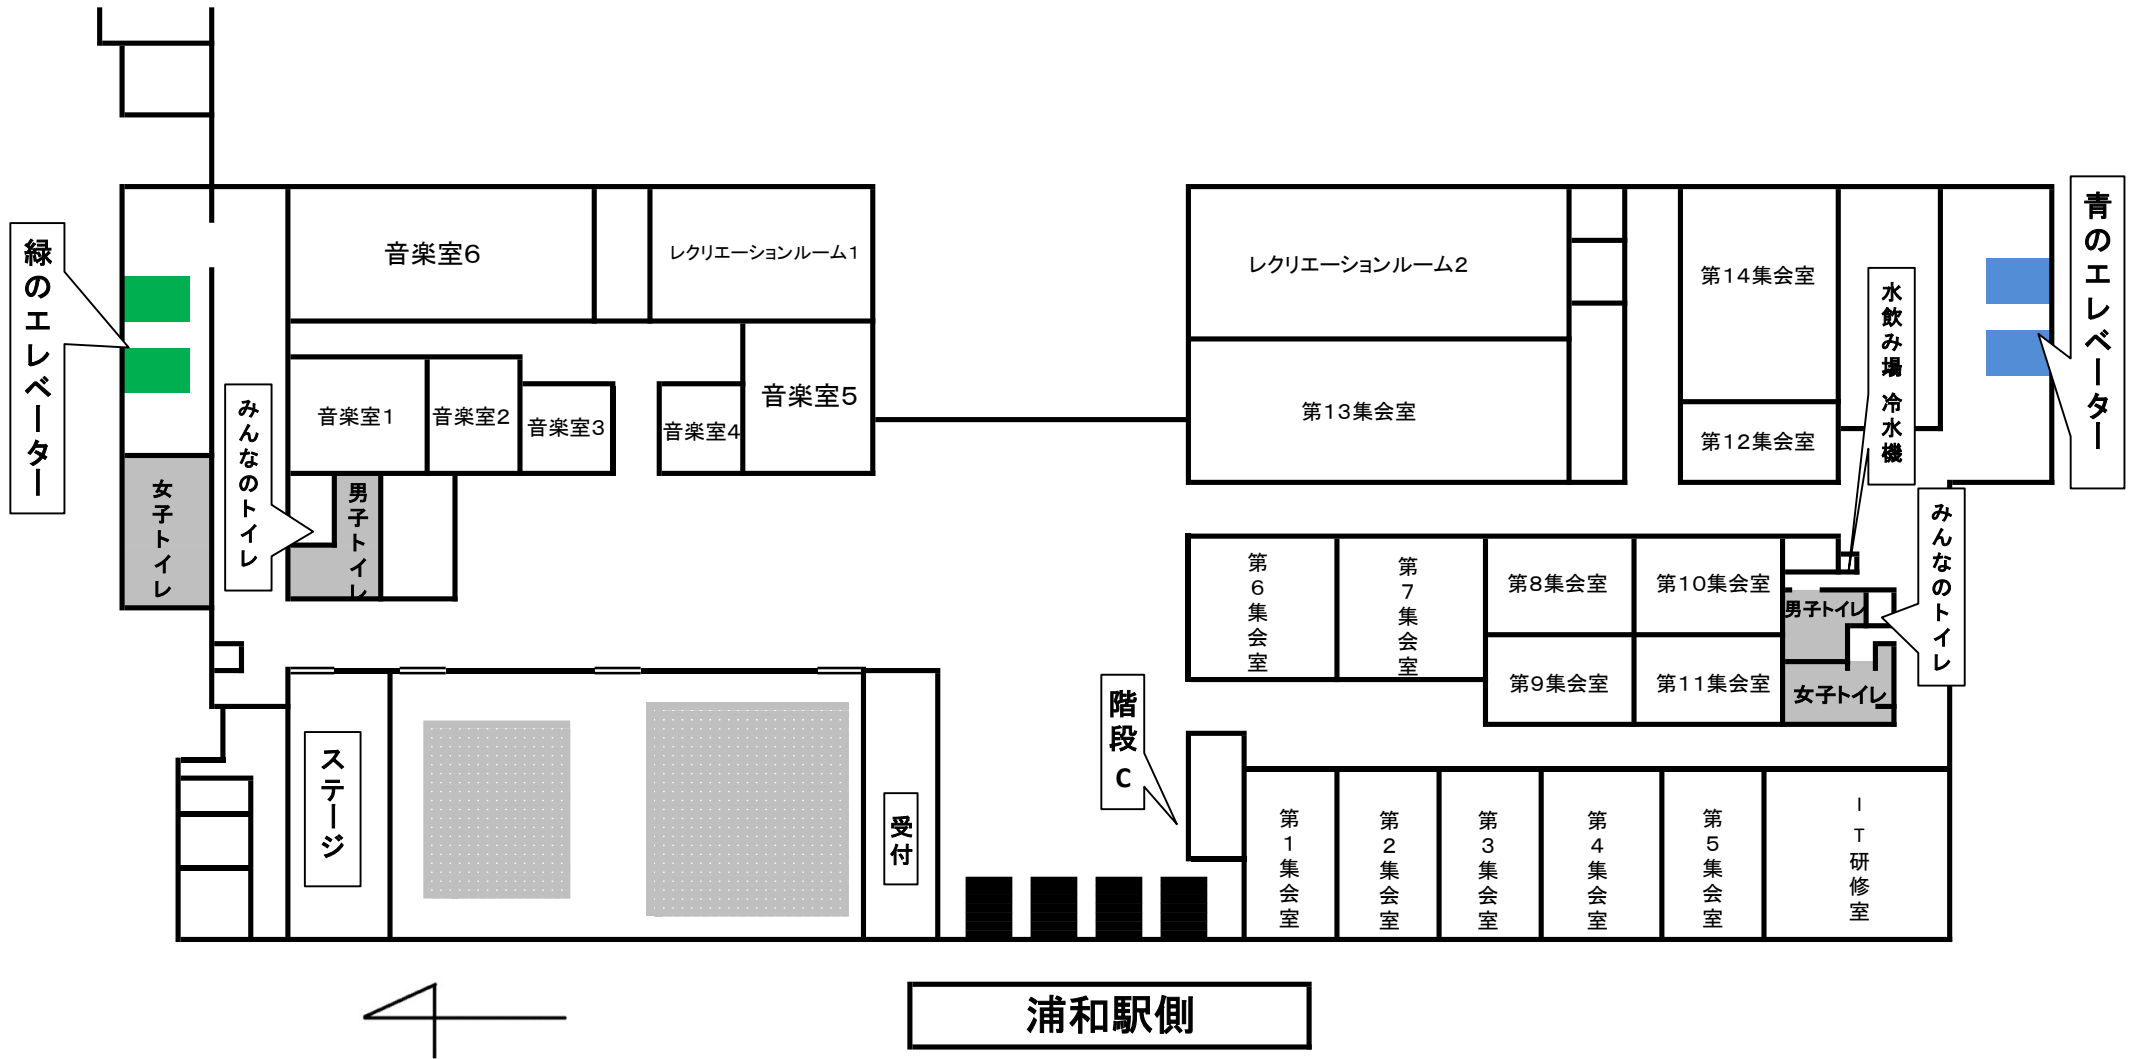 緑のエレベーター
音楽室6
レクリエーションルーム1
レクリエーションルーム2
第14集会室
青のエレベーター
水飲み場 冷水機
みんなのトイレ
音楽室1
音楽室2
音楽室3
音楽室4
音楽室5
第13集会室
第12集会室
女子トイレ
男子トイレ
みんなのトイレ
第6集会室
第7集会室
第8集会室
第10集会室
男子トイレ
第9集会室
第11集会室
女子トイレ
階段C
ステージ
受付
第1集会室
第2集会室
第3集会室
第4集会室
第5集会室
IT研修室
浦和駅側